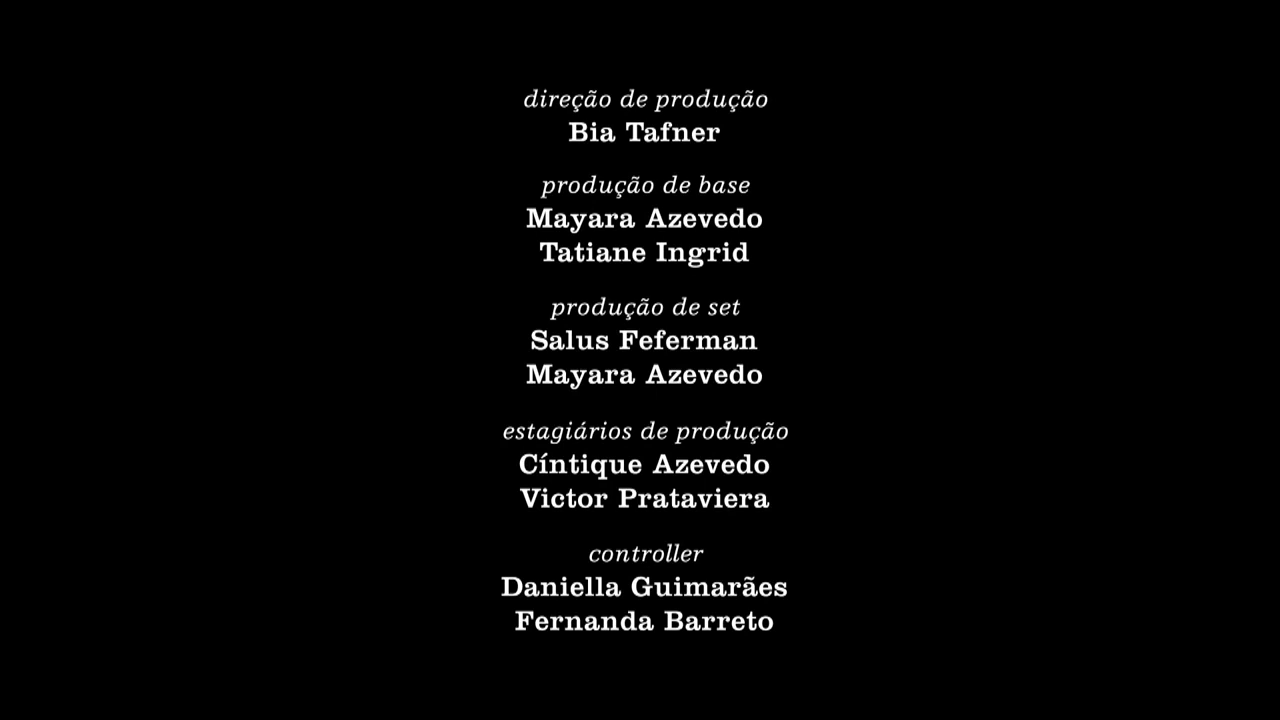 direção de produção
Bia Tafner
produção de base
Mayara Azevedo
Tatiane Ingrid
produção de set
Salus Feferman
Mayara Azevedo
estagiários de produção
Cíntique Azevedo
Victor Prataviera
controller
Daniella Guimarães
Fernanda Barreto